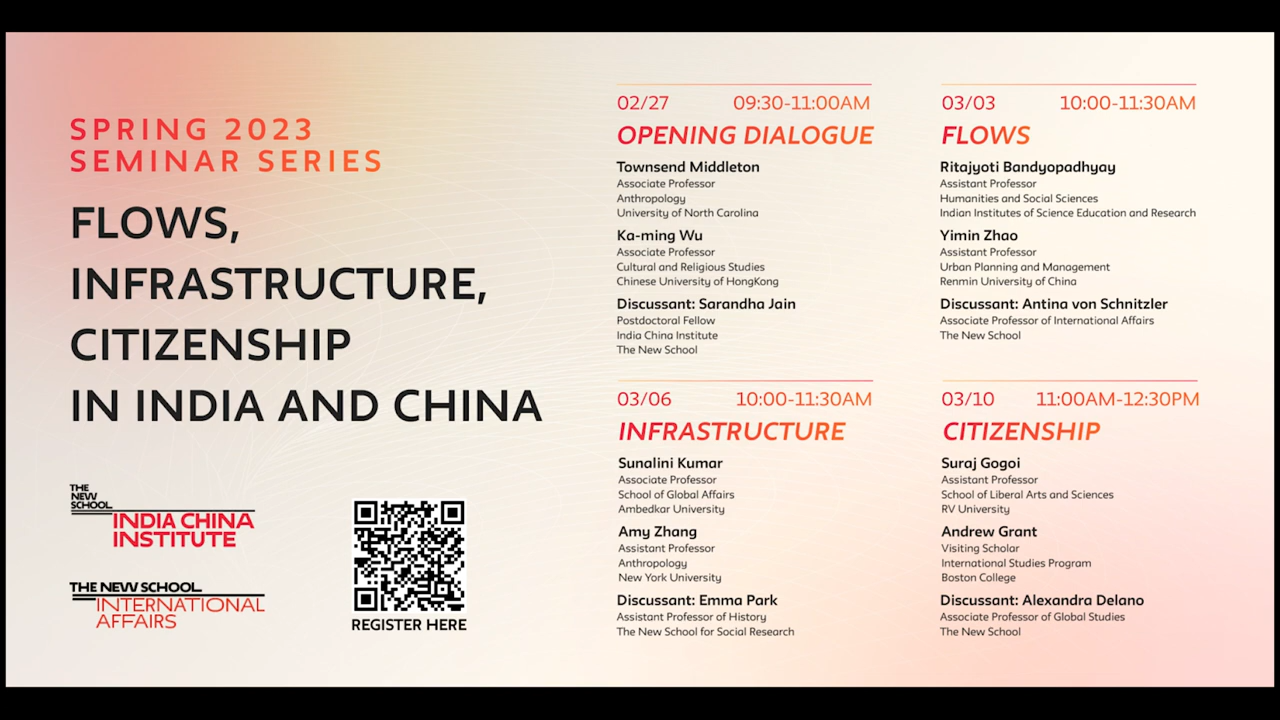 SPRING 2023
SEMINAR SERIES
FLOWS,
INFRASTRUCTURE,
CITIZENSHIP
IN INDIA AND CHINA
THE
NEW
SCHOOL
INDIA CHINA
INSTITUTE
THE NEW SCHOOL
INTERNATIONAL
AFFAIRS
REGISTER HERE
02/27 09:30-11:00AM
OPENING DIALOGUE
Townsend Middleton
Associate Professor
Anthropology
University of North Carolina
Ka-ming Wu
Associate Professor
Cultural and Religious Studies
Chinese University of HongKong
Discussant: Sarandha Jain
Postdoctoral Fellow
India China Institute
The New School
03/03 10:00-11:30AM
FLOWS
Ritajyoti Bandyopadhyay
Assistant Professor
Humanities and Social Sciences
Indian Institutes of Science Education and Research
Yimin Zhao
Assistant Professor
Urban Planning and Management
Renmin University of China
Discussant: Antina von Schnitzler
Associate Professor of International Affairs
The New School
03/06 10:00-11:30AM
INFRASTRUCTURE
Sunalini Kumar
Associate Professor
School of Global Affairs
Ambedkar University
Amy Zhang
Assistant Professor
Anthropology
New York University
Discussant: Emma Park
Assistant Professor of History
The New School for Social Research
03/10 11:00AM-12:30PM
CITIZENSHIP
Suraj Gogoi
Assistant Professor
School of Liberal Arts and Sciences
RV University
Andrew Grant
Visiting Scholar
International Studies Program
Boston College
Discussant: Alexandra Delano
Associate Professor of Global Studies
The New School